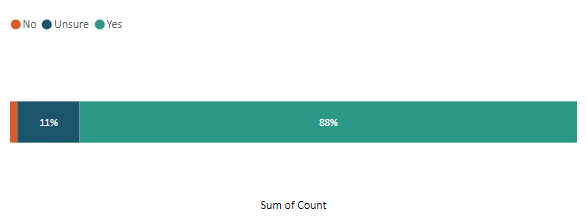 No Unsure Yes
11% 88%
Sum of Count